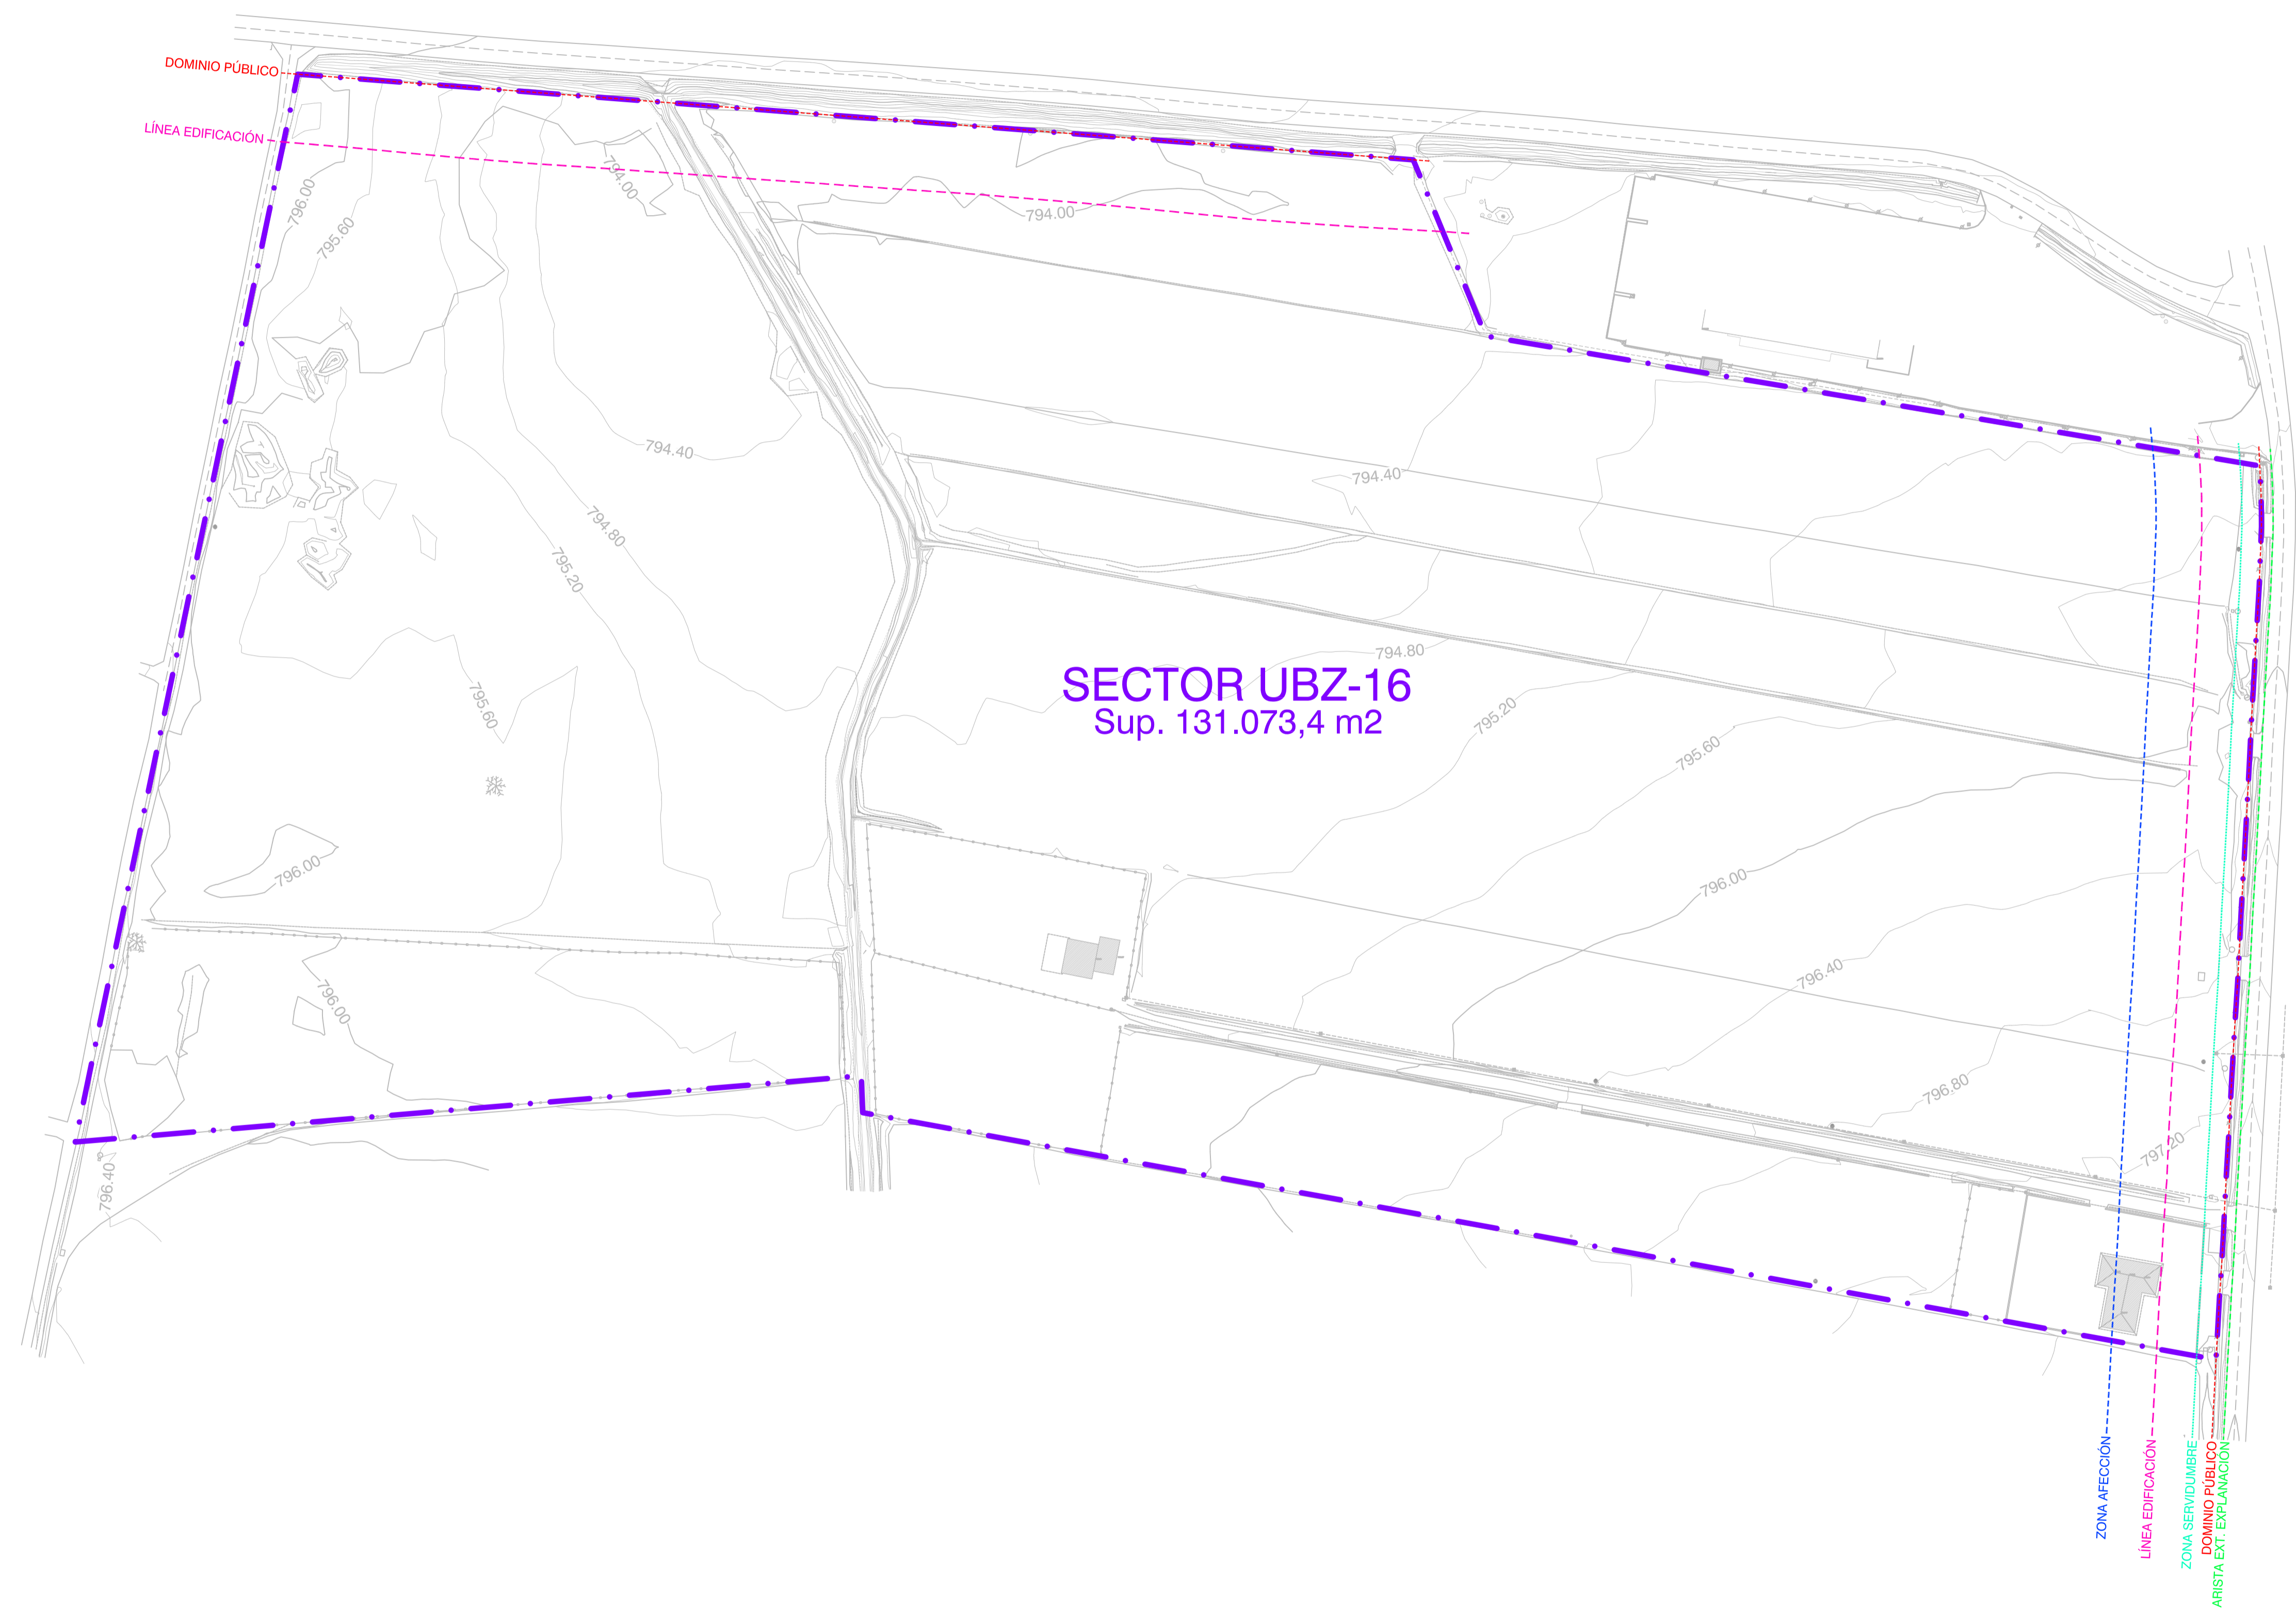 DOMINIO PÚBLICO
LÍNEA EDIFICACIÓN
796.00
795.60
794.00
794.00
794.40
794.40
794.80
795.20
794.80
SECTOR UBZ-16
Sup. 131.073,4 m2
795.60
795.20
795.60
796.00
796.00
796.40
796.00
796.80
797.20
796.40
ZONA AFECCIÓN
LÍNEA EDIFICACIÓN
ZONA SERVIDUMBRE
DOMINIO PÚBLICO
ARISTA EXT. EXPLANACIÓN